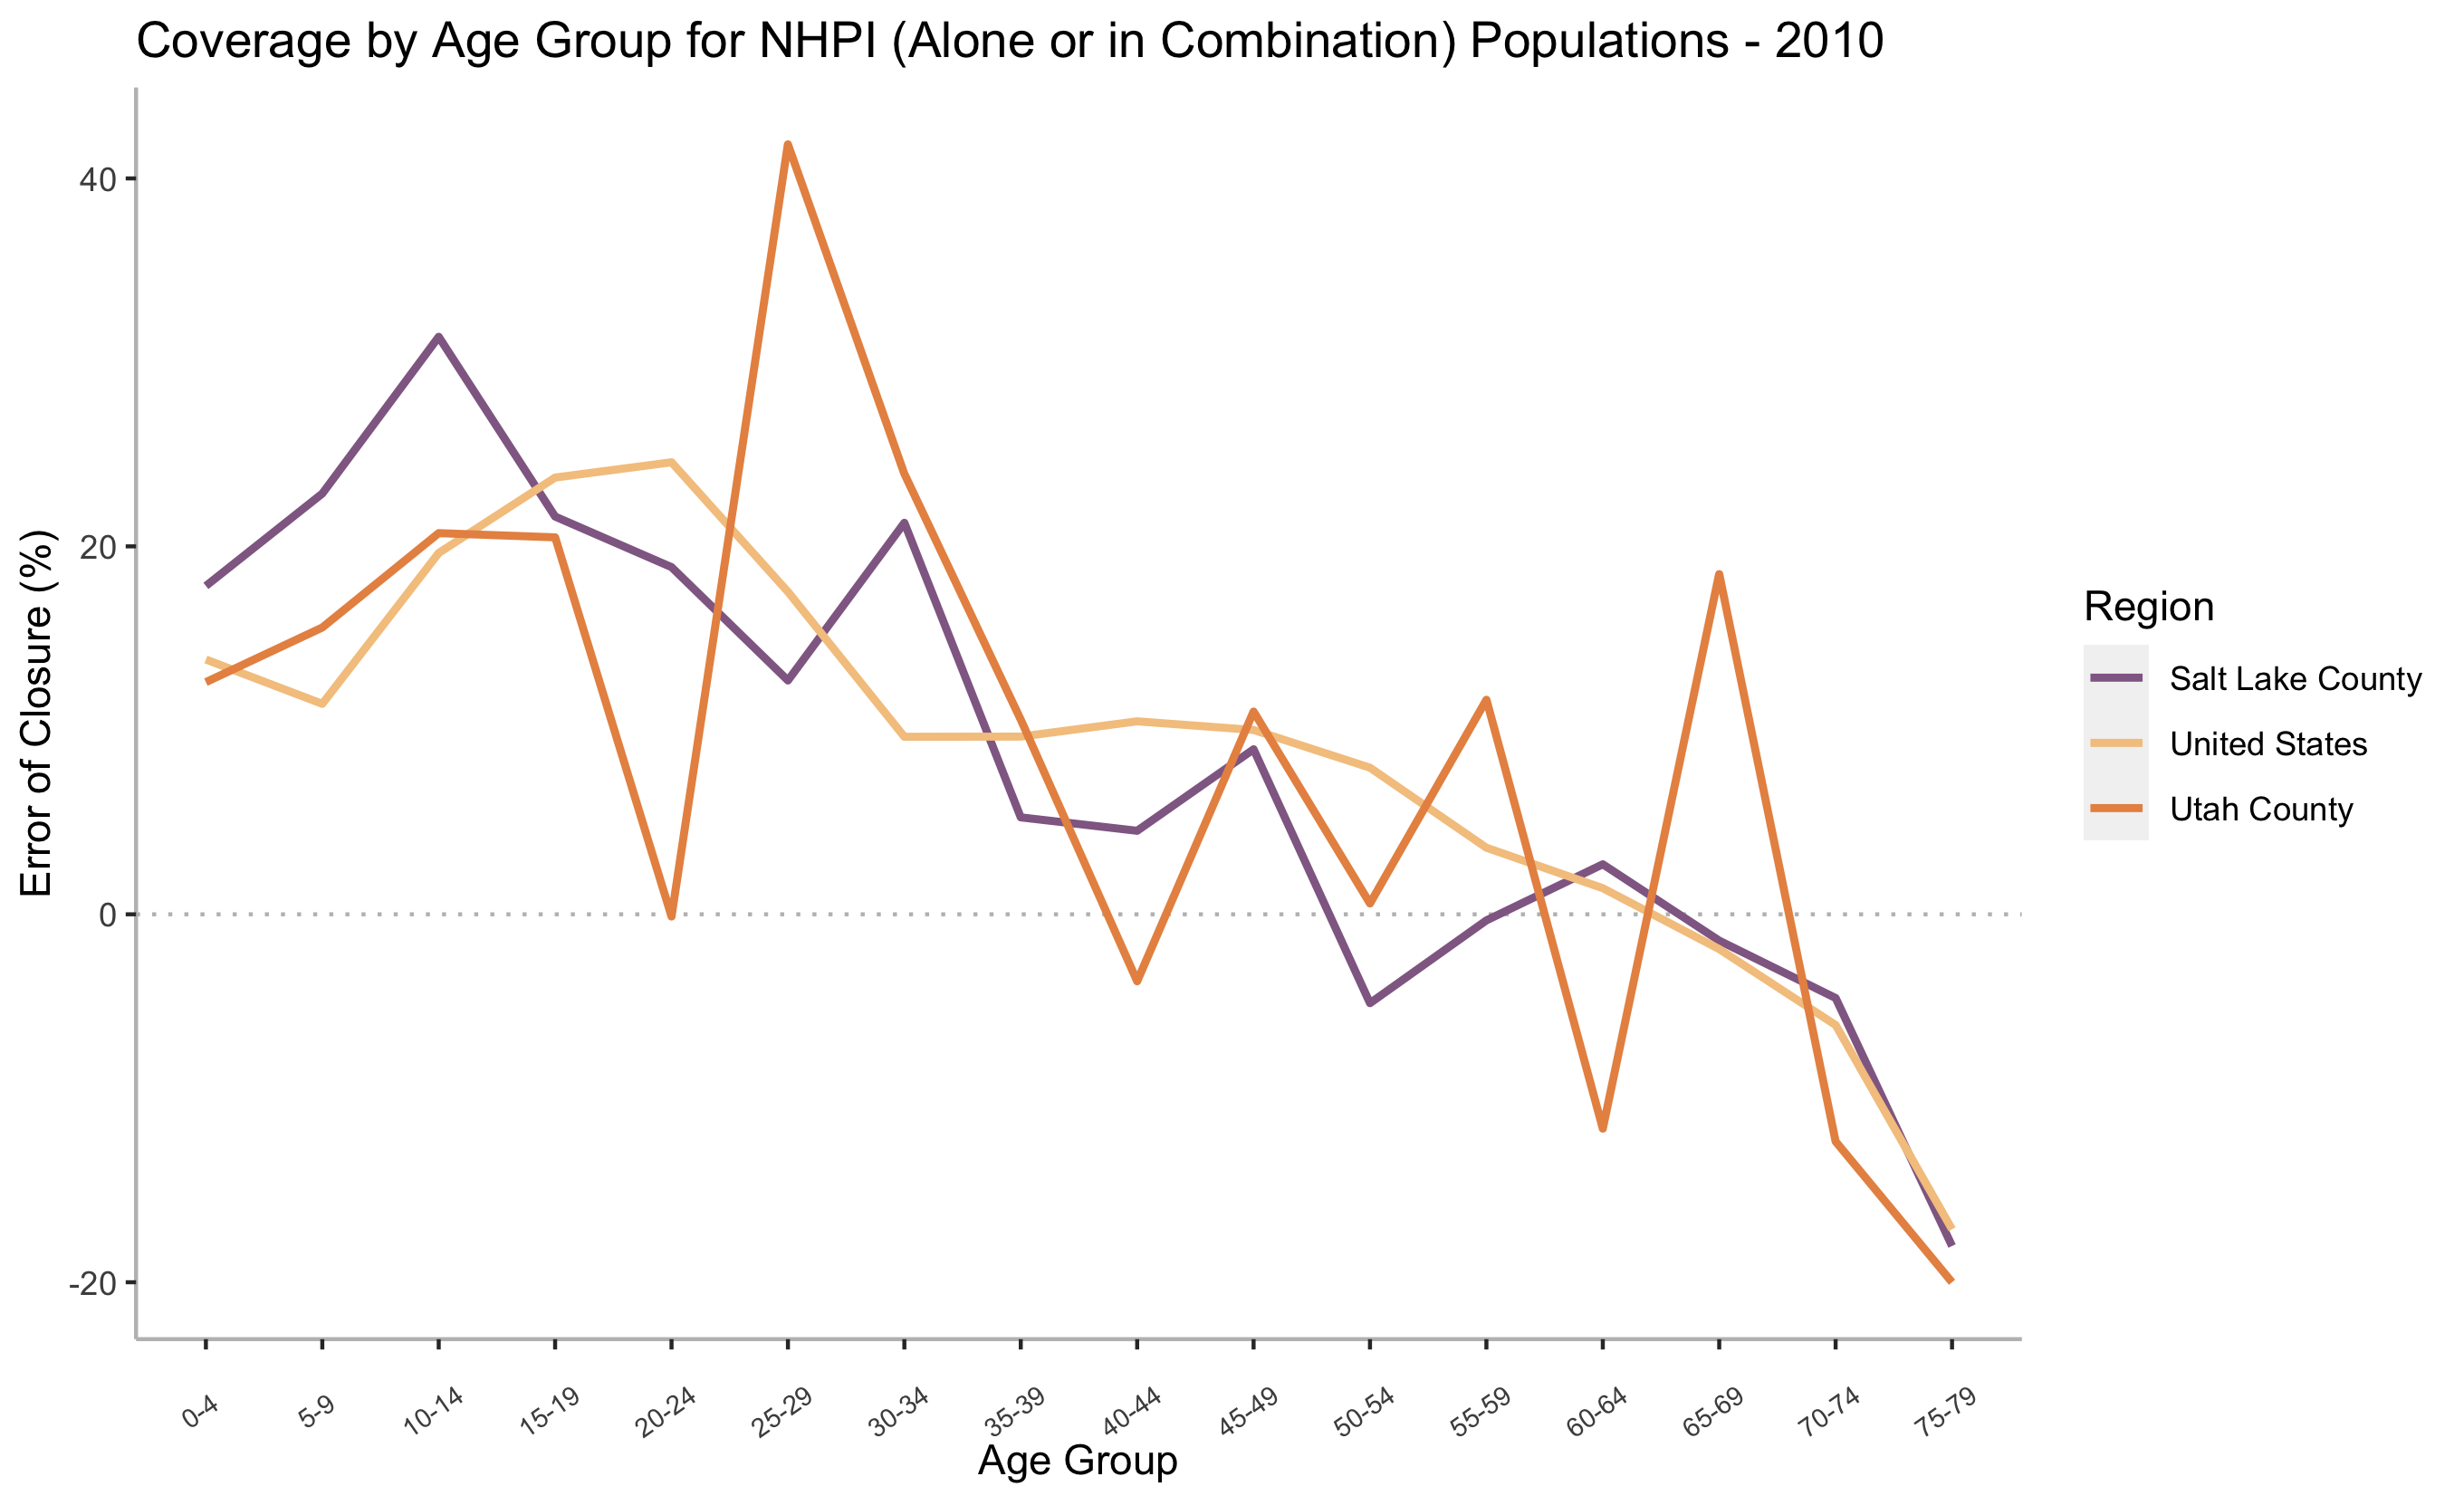 Coverage by Age Group for NHPI (Alone or in Combination) Populations - 2010
Error of Closure (%)
40
20
0
-20
0-4
5-9
10-14
15-19
20-24
25-29
30-34
35-39
40-44
45-49
50-54
55-59
60-64
65-69
70-74
75-79
Age Group
Region
Salt Lake County
United States
Utah County